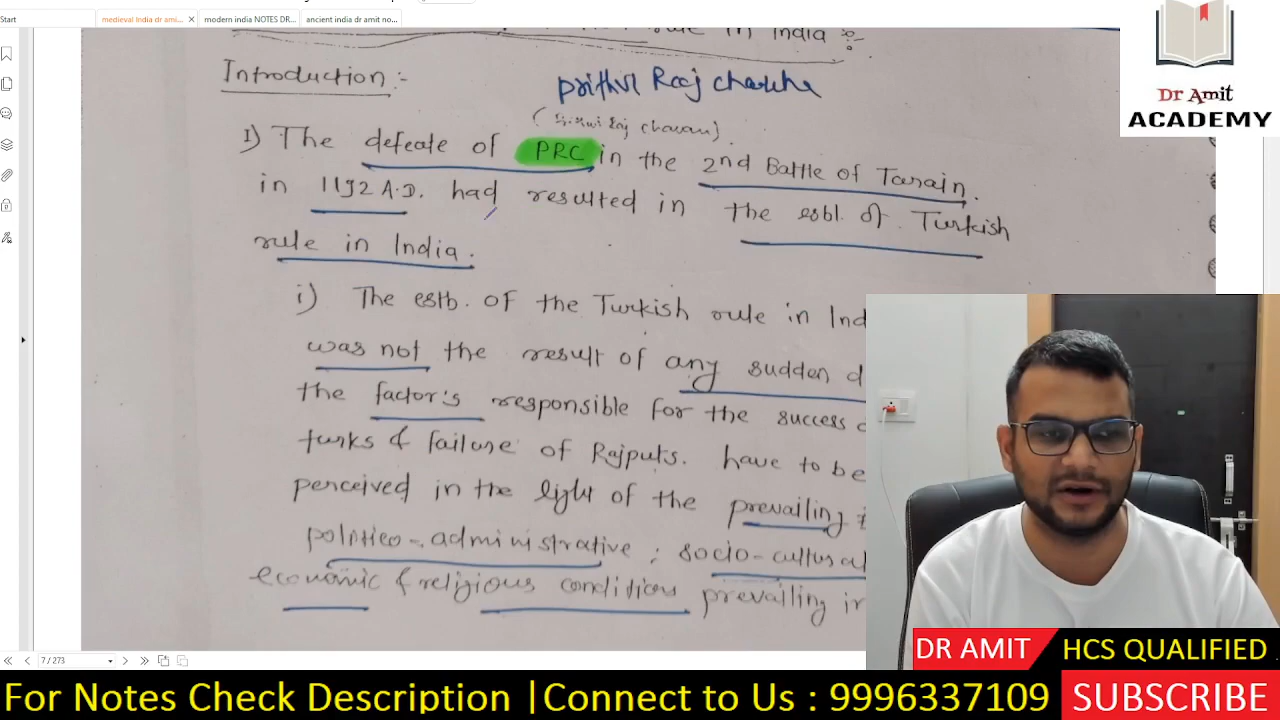 Start
medieval India dr ami...
modern india NOTES DR...
ancient india dr amit no...
in India
Introduction :-
Prithvi Raj
Dr Amit
ACADEMY
I) The defeate of PRC in the 2nd Battle of Tarain.
in 1192 A.D. had resulted in the esbl. of Turkish
rule in India.
i) The estb. of the Turkish rule in Ind
was not the result of any sudden d
the factor's responsible for the success
turks & failure of Rajputs. have to be
perceived in the light of the prevailing
politico-administrative, socio-cultural
economic & religious conditions prevailing in
7 / 273
DR AMIT HCS QUALIFIED
For Notes Check Description | Connect to Us : 9996337109 SUBSCRIBE